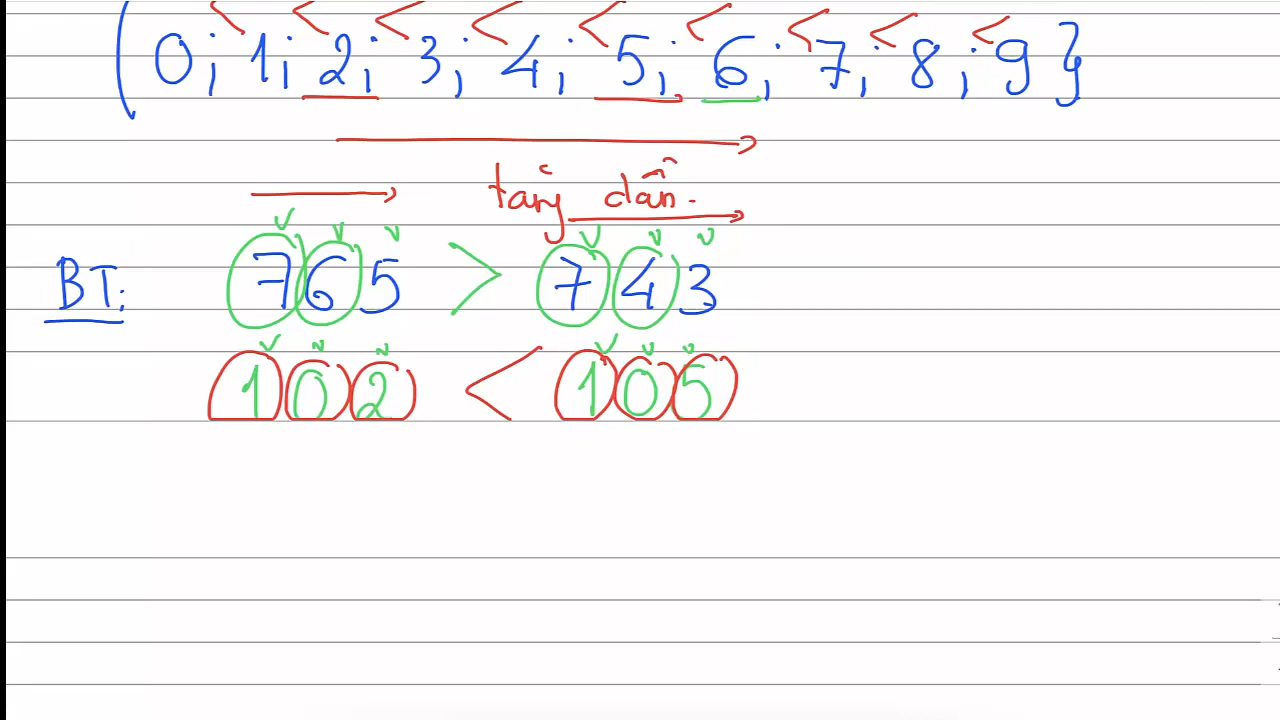 {0; 1; 2; 3; 4; 5; 6; 7; 8; 9}
tăng dần.
BT: 765 > 743
102 < 105